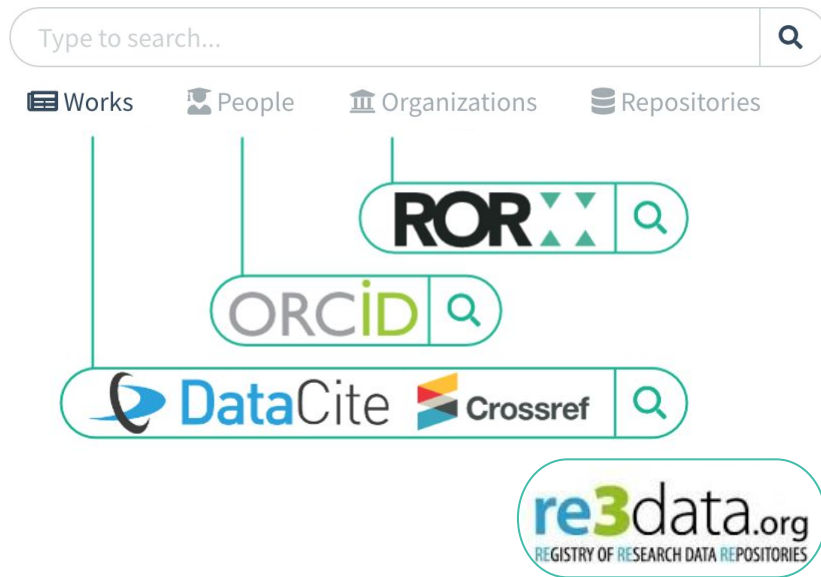 Type to search...
Works People Organizations Repositories
ROR
ORCID
DataCite Crossref
re3data.org
REGISTRY OF RESEARCH DATA REPOSITORIES